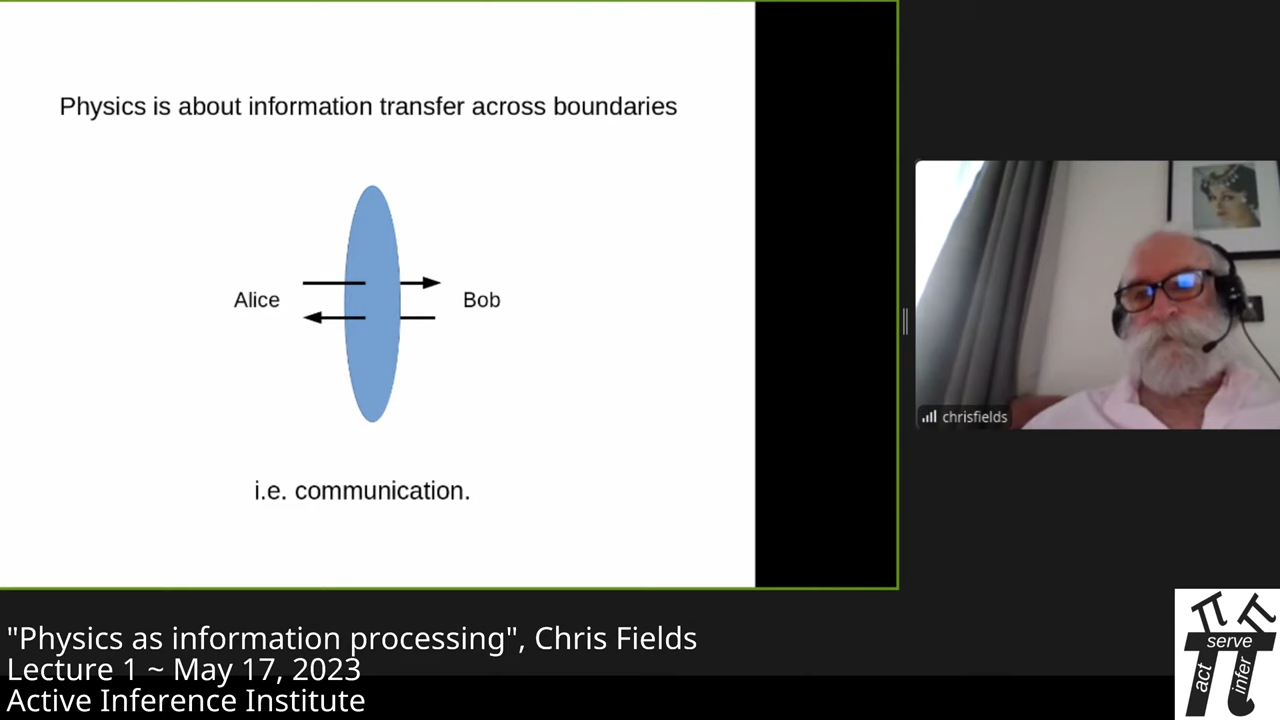 Physics is about information transfer across boundaries
Alice
Bob
i.e. communication.
chrisfields
"Physics as information processing", Chris Fields
Lecture 1 ~ May 17, 2023
Active Inference Institute
serve
act
infer